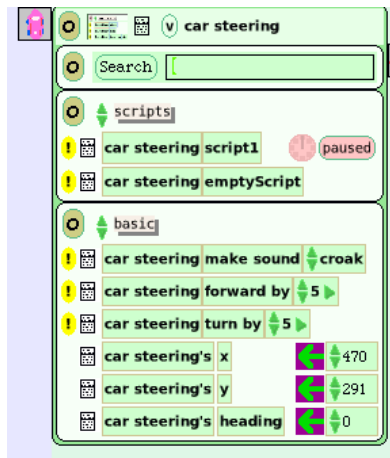 v car steering
Search
scripts
! car steering script1 paused
! car steering emptyScript
basic
! car steering make sound croak
! car steering forward by 5
! car steering turn by 5
car steering's x 470
car steering's y 291
car steering's heading 0